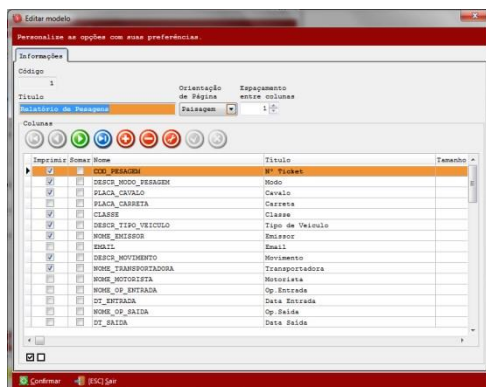 Editar modelo
Personalize as opções com suas preferências.
Informações
Código
1
Título
Orientação de Página
Espaçamento entre colunas
Relatório de Pesagens
Paisagem
1
Colunas
Imprimir Somar Nome Título Tamanho
COD_PESAGEM Nº Ticket
DESCR_MODO_PESAGEM Modo
PLACA_CAVALO Cavalo
PLACA_CARRETA Carreta
CLASSE Classe
DESCR_TIPO_VEICULO Tipo de Veículo
NOME_EMISSOR Emissor
EMAIL Email
DESCR_MOVIMENTO Movimento
NOME_TRANSPORTADORA Transportadora
NOME_MOTORISTA Motorista
NOME_OP_ENTRADA Op.Entrada
DT_ENTRADA Data Entrada
NOME_OP_SAIDA Op.Saída
DT_SAIDA Data Saída
Confirmar [ESC] Sair